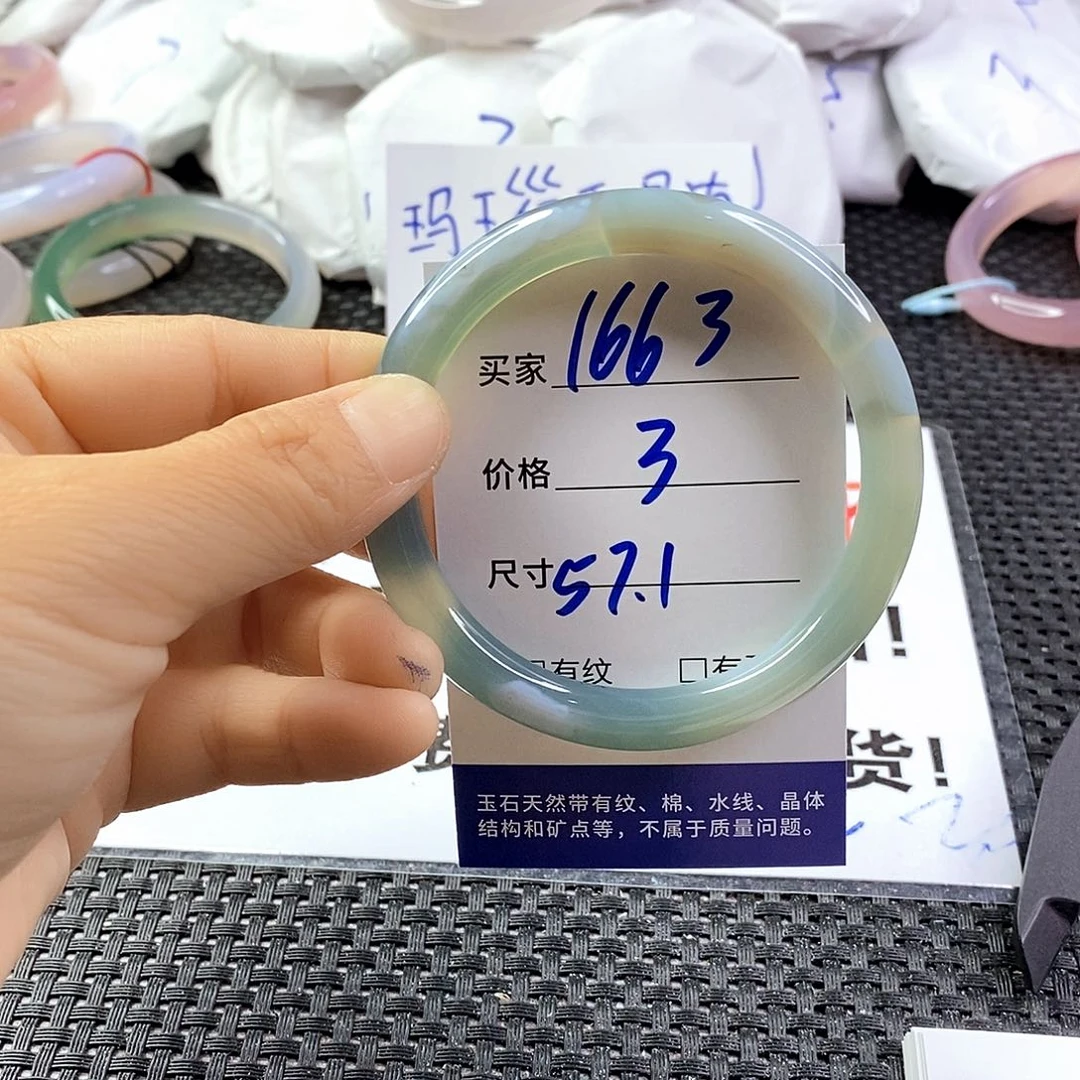 玛瑙
买家 1663
价格 3
尺寸 57.1
有纹 □有
货!
玉石天然带有纹、棉、水线、晶体
结构和矿点等，不属于质量问题。